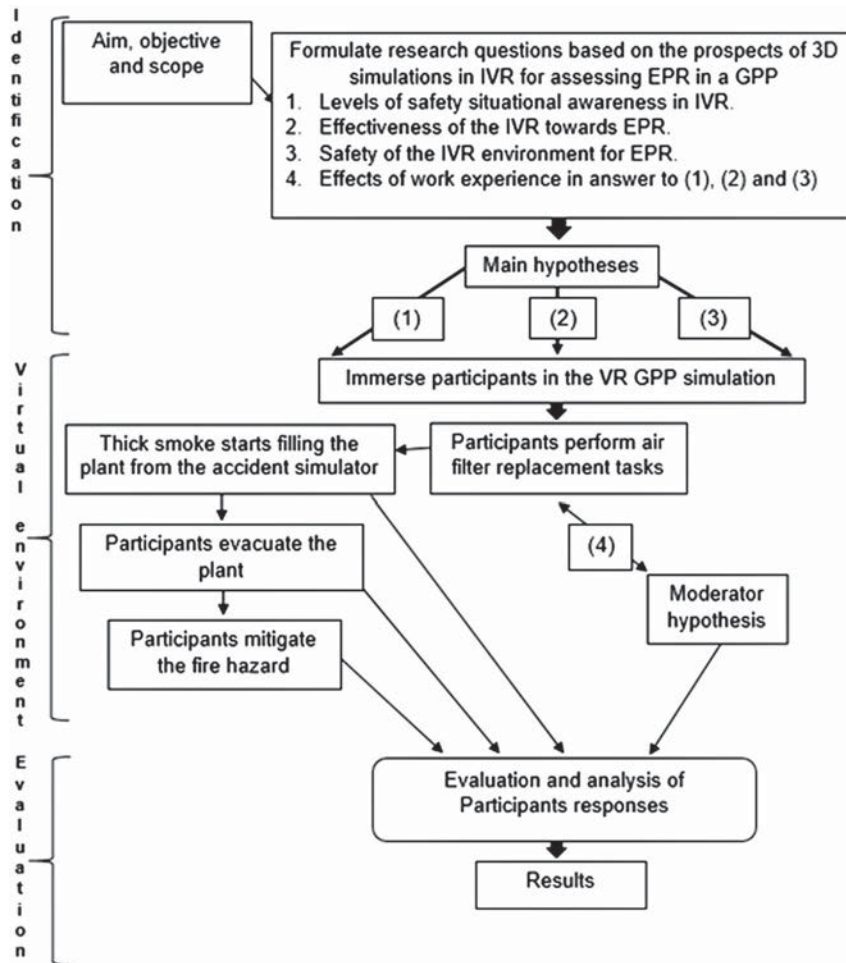 Identification
Aim, objective
and scope
Formulate research questions based on the prospects of 3D
simulations in IVR for assessing EPR in a GPP
1. Levels of safety situational awareness in IVR.
2. Effectiveness of the IVR towards EPR.
3. Safety of the IVR environment for EPR.
4. Effects of work experience in answer to (1), (2) and (3)
Main hypotheses
(1)
(2)
(3)
Virtual environment
Immerse participants in the VR GPP simulation
Thick smoke starts filling the
plant from the accident simulator
Participants perform air
filter replacement tasks
Participants evacuate the
plant
(4)
Moderator
hypothesis
Participants mitigate
the fire hazard
Evaluation
Evaluation and analysis of
Participants responses
Results